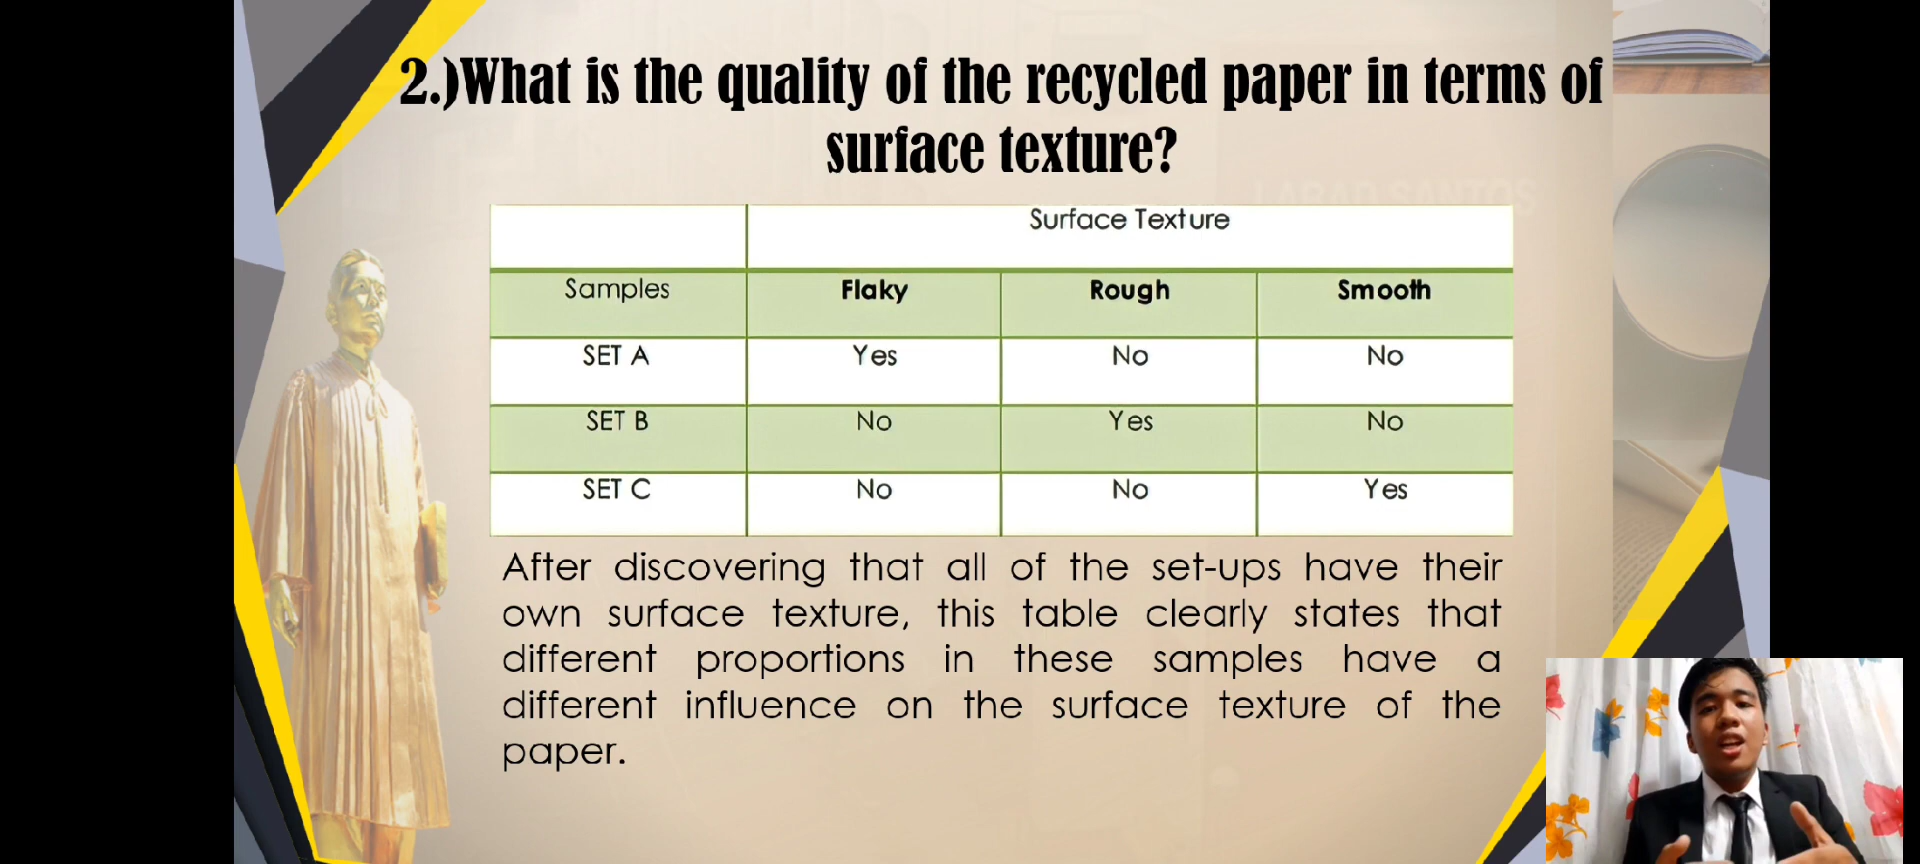 2.)What is the quality of the recycled paper in terms of
surface texture?
Surface Texture
Samples Flaky Rough Smooth
SET A Yes No No
SET B No Yes No
SET C No No Yes
After discovering that all of the set-ups have their
own surface texture, this table clearly states that
different proportions in these samples have a
different influence on the surface texture of the
paper.